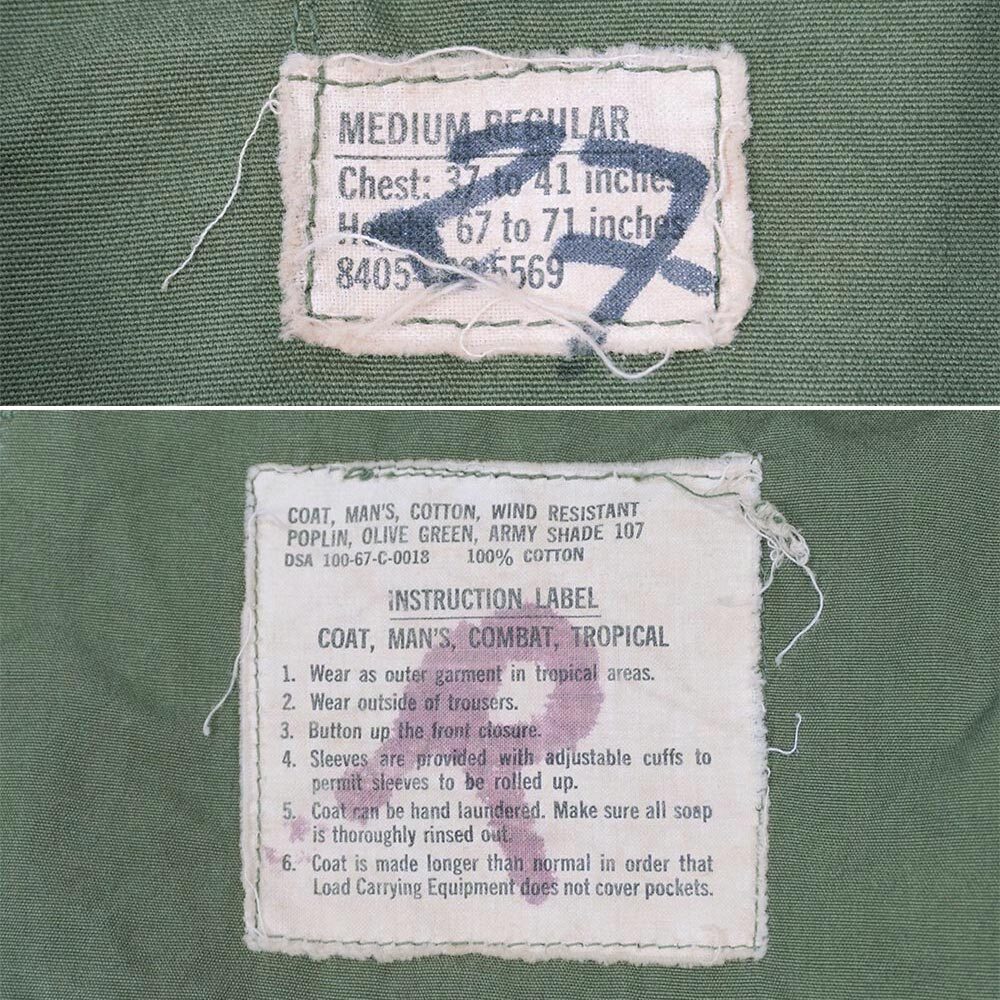 MEDIUM REGULAR
Chest: 37 to 41 inches
67 to 71 inches
8405 5569
COAT, MAN'S, COTTON, WIND RESISTANT
POPLIN, OLIVE GREEN, ARMY SHADE 107
DSA 100-67-C-0018 100% COTTON
INSTRUCTION LABEL
COAT, MAN'S, COMBAT, TROPICAL
1. Wear as outer garment in tropical areas.
2. Wear outside of trousers.
3. Button up the front closure.
4. Sleeves are provided with adjustable cuffs to
permit sleeves to be rolled up.
5. Coat can be hand laundered. Make sure all soap
is thoroughly rinsed out.
6. Coat is made longer than normal in order that
Load Carrying Equipment does not cover pockets.